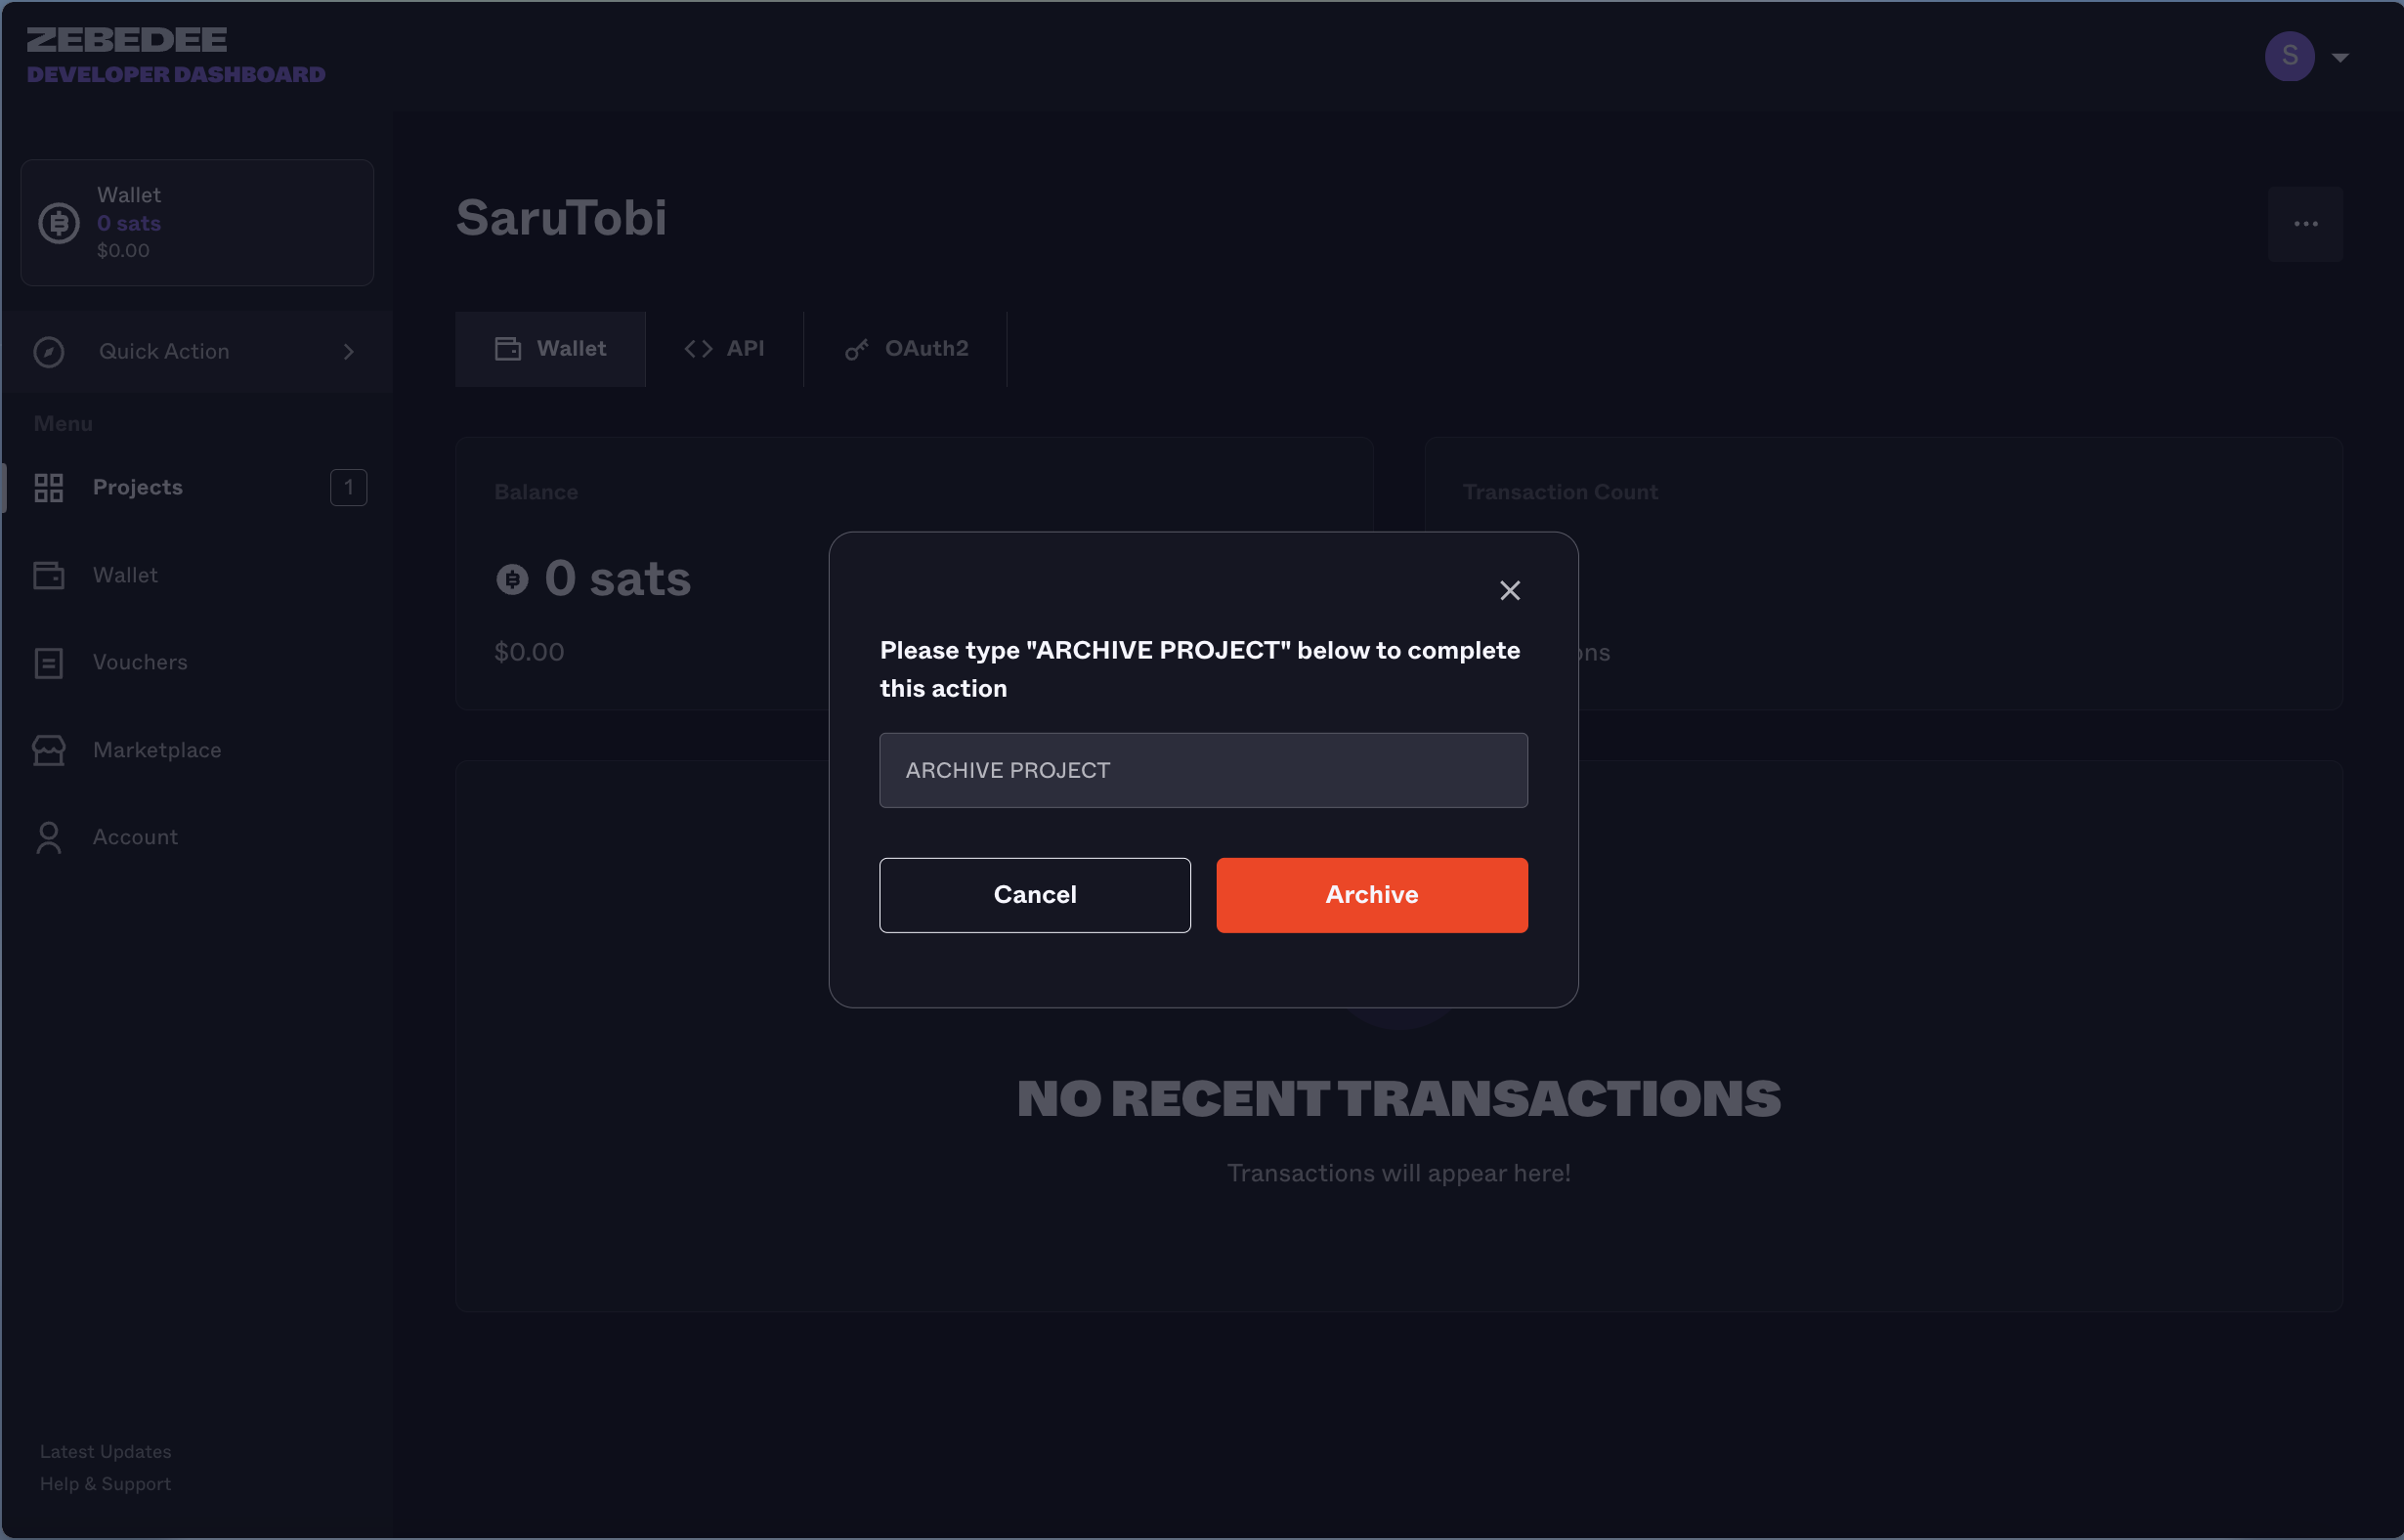 ZEBEDEE
DEVELOPER DASHBOARD
S
Wallet
0 sats
$0.00
Quick Action
Menu
Projects 1
Wallet
Vouchers
Marketplace
Account
Latest Updates
Help & Support
SaruTobi
Wallet API OAuth2
Balance
0 sats
$0.00
Transaction Count
ons
Please type "ARCHIVE PROJECT" below to complete
this action
ARCHIVE PROJECT
Cancel Archive
NO RECENT TRANSACTIONS
Transactions will appear here!